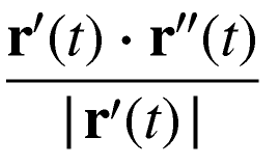 𝐫′(t) · 𝐫″(t)
| 𝐫′(t) |